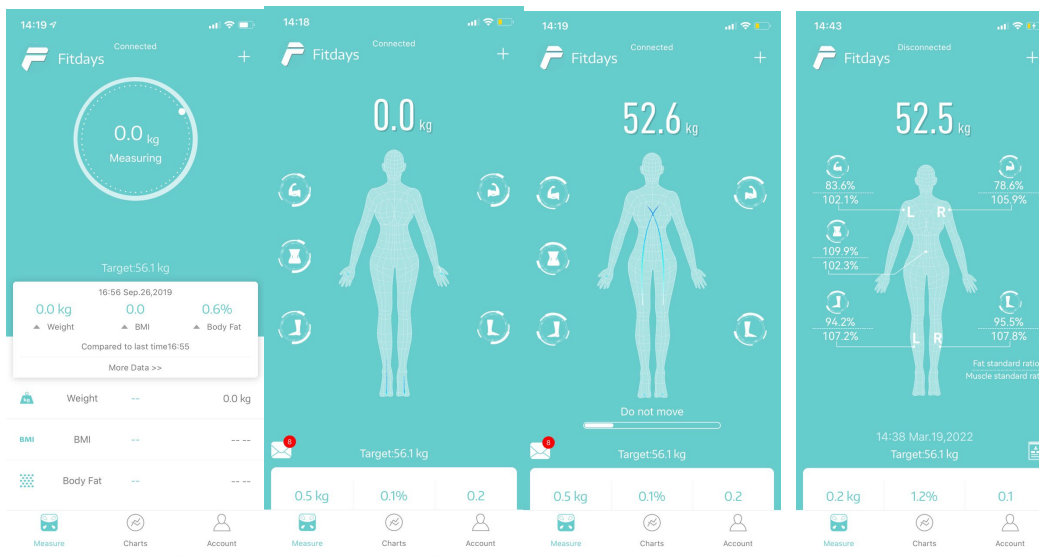 14:19
Connected
Fitdays
+
0.0 kg
Measuring
Target:56.1 kg
16:56 Sep.26,2019
0.0 kg 0.0 0.6%
Weight BMI Body Fat
Compared to last time16:55
More Data >>
Weight -- 0.0 kg
BMI BMI -- -- --
Body Fat -- -- --
Measure Charts Account
14:18
Connected
Fitdays
+
0.0 kg
8
Target:56.1 kg
0.5 kg 0.1% 0.2
Measure Charts Account
14:19
Connected
Fitdays
+
52.6 kg
Do not move
8
Target:56.1 kg
0.5 kg 0.1% 0.2
Measure Charts Account
14:43
Disconnected
Fitdays
+
52.5 kg
83.6% 78.6%
102.1% 105.9%
L R
109.9%
102.3%
94.2% 95.5%
107.2% 107.8%
L R
Fat standard ratio
Muscle standard
14:38 Mar.19,2022
Target:56.1 kg
0.2 kg 1.2% 0.1
Measure Charts Account